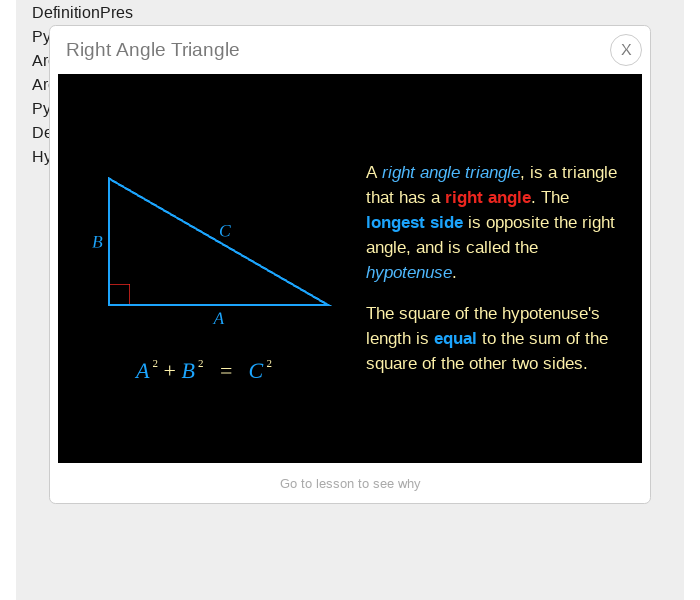 DefinitionPres
Py
Right Angle Triangle
X
Ar
Ar
Py
De
Hy
A right angle triangle, is a triangle
that has a right angle. The
longest side is opposite the right
angle, and is called the
hypotenuse.
The square of the hypotenuse's
length is equal to the sum of the
square of the other two sides.
B
C
A
A² + B² = C²
Go to lesson to see why